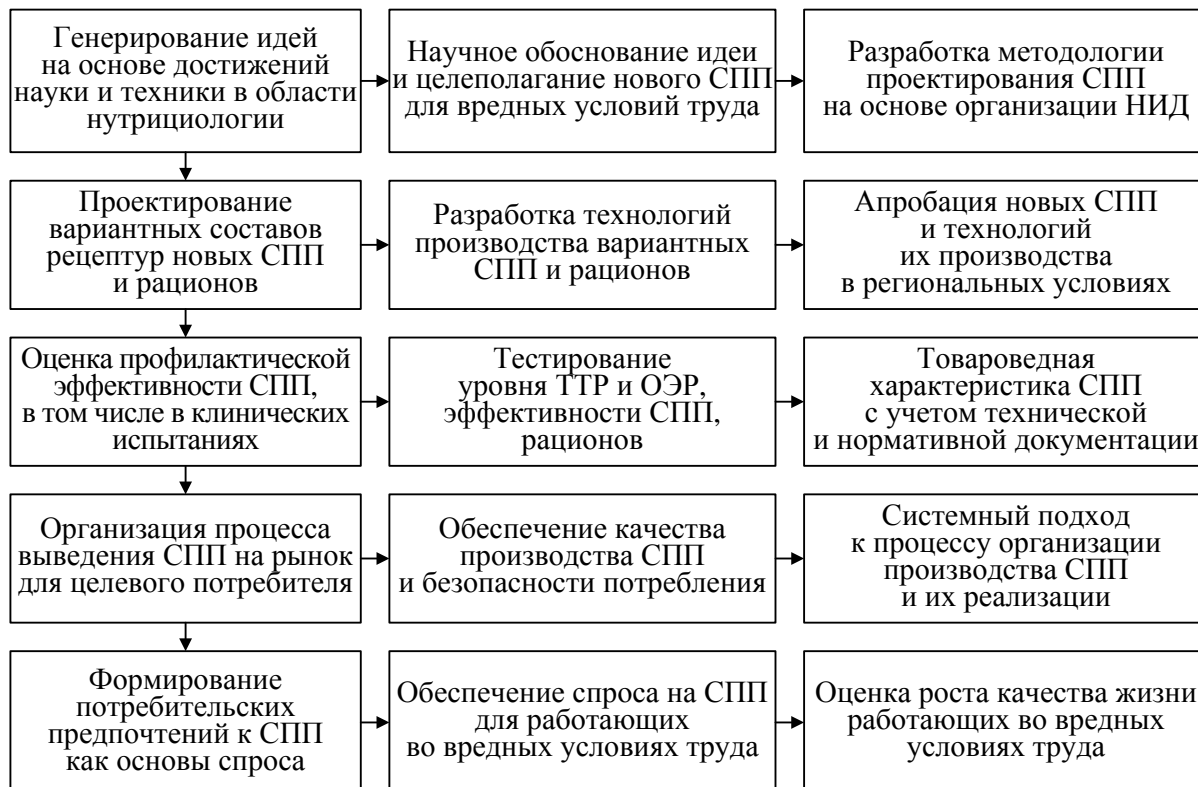 Генерирование идей
на основе достижений
науки и техники в области
нутрициологии
Научное обоснование идеи
и целеполагание нового СПП
для вредных условий труда
Разработка методологии
проектирования СПП
на основе организации НИД
Проектирование
вариантных составов
рецептур новых СПП
и рационов
Разработка технологий
производства вариантных
СПП и рационов
Апробация новых СПП
и технологий
их производства
в региональных условиях
Оценка профилактической
эффективности СПП,
в том числе в клинических
испытаниях
Тестирование
уровня ТТР и ОЭР,
эффективности СПП,
рационов
Товароведная
характеристика СПП
с учетом технической
и нормативной документации
Организация процесса
выведения СПП на рынок
для целевого потребителя
Обеспечение качества
производства СПП
и безопасности потребления
Системный подход
к процессу организации
производства СПП
и их реализации
Формирование
потребительских
предпочтений к СПП
как основы спроса
Обеспечение спроса на СПП
для работающих
во вредных условиях труда
Оценка роста качества жизни
работающих во вредных
условиях труда